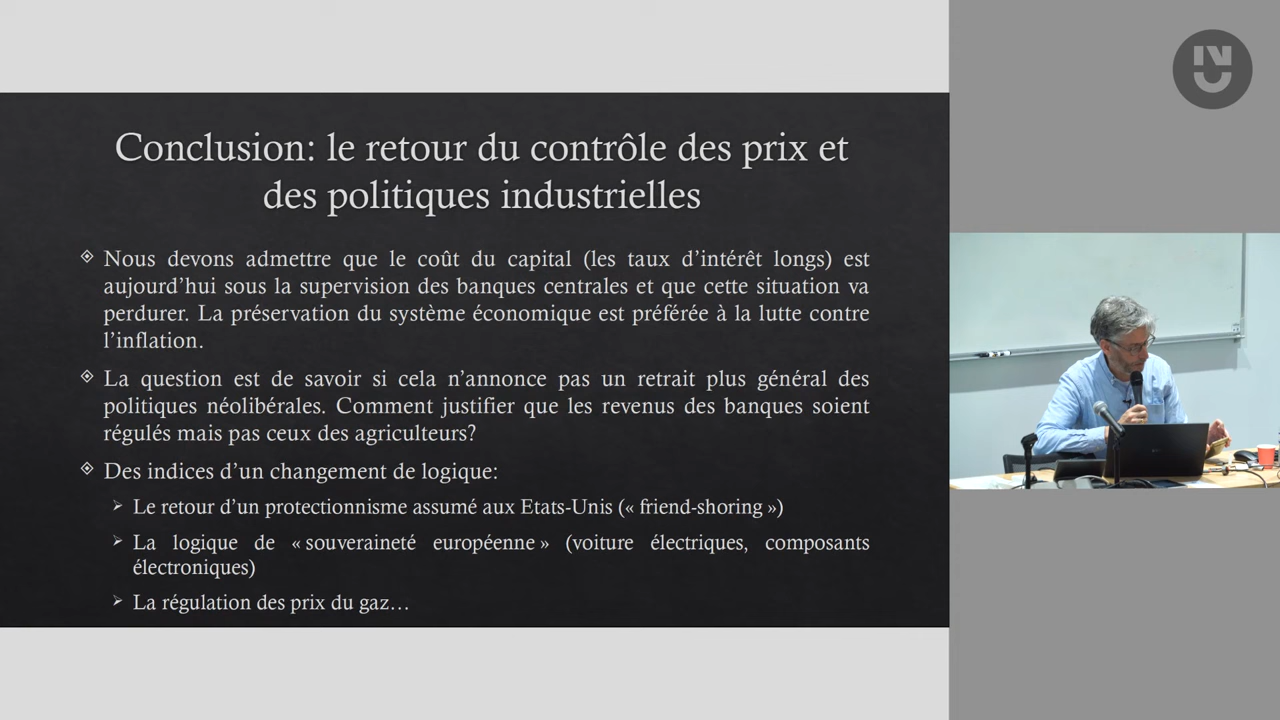 Conclusion: le retour du contrôle des prix et
des politiques industrielles
Nous devons admettre que le coût du capital (les taux d'intérêt longs) est
aujourd'hui sous la supervision des banques centrales et que cette situation va
perdurer. La préservation du système économique est préférée à la lutte contre
l'inflation.
La question est de savoir si cela n'annonce pas un retrait plus général des
politiques néolibérales. Comment justifier que les revenus des banques soient
régulés mais pas ceux des agriculteurs?
Des indices d'un changement de logique:
Le retour d'un protectionnisme assumé aux Etats-Unis (« friend-shoring »)
La logique de « souveraineté européenne » (voiture électriques, composants
électroniques)
La régulation des prix du gaz…
INU